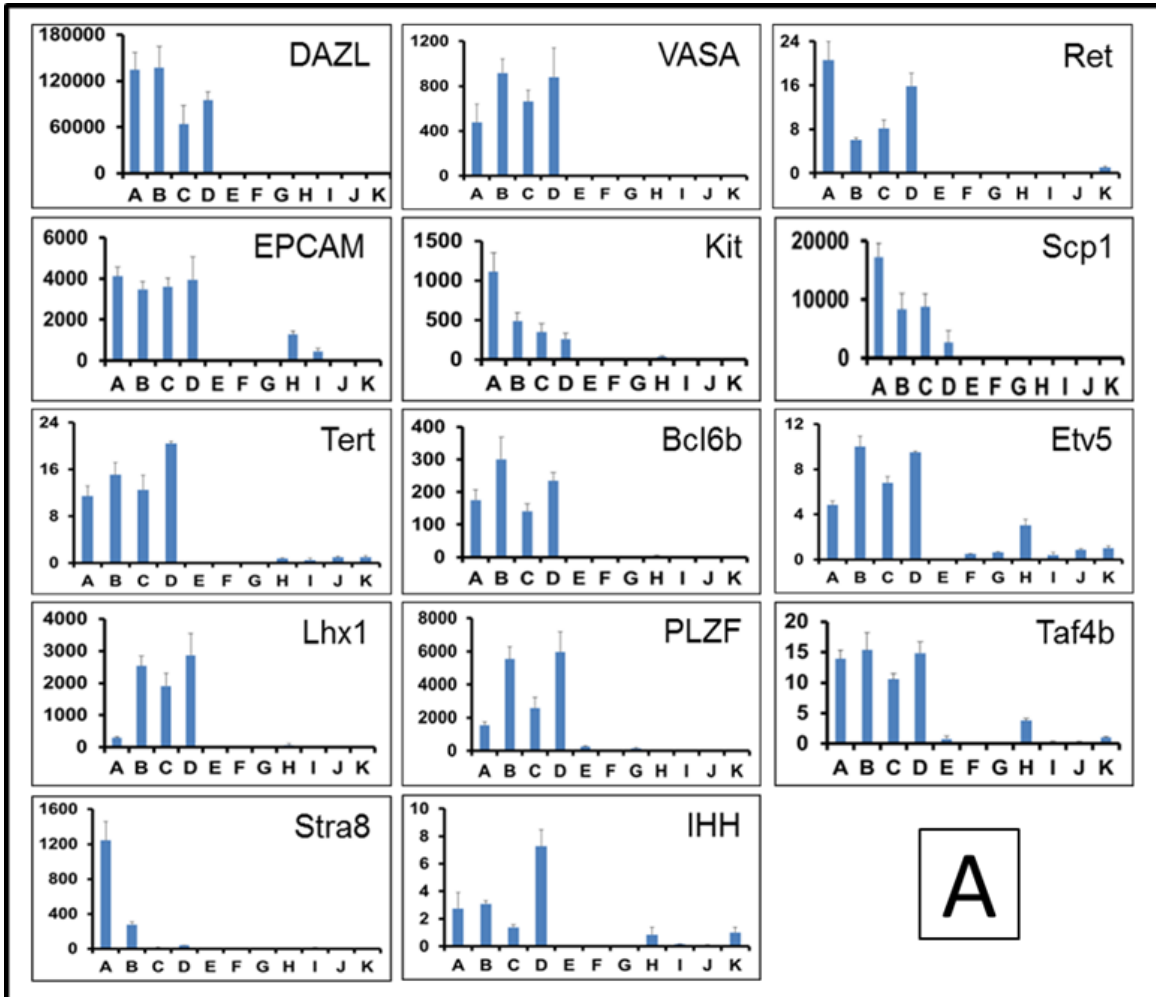 DAZL
180000
120000
60000
0
A B C D E F G H I J K
VASA
1200
800
400
0
A B C D E F G H I J K
Ret
24
16
8
0
A B C D E F G H I J K
EPCAM
6000
4000
2000
0
A B C D E F G H I J K
Kit
1500
1000
500
0
A B C D E F G H I J K
Scp1
20000
10000
0
A B C D E F G H I J K
Tert
24
16
8
0
A B C D E F G H I J K
Bcl6b
400
300
200
100
0
A B C D E F G H I J K
Etv5
12
8
4
0
A B C D E F G H I J K
Lhx1
4000
3000
2000
1000
0
A B C D E F G H I J K
PLZF
8000
6000
4000
2000
0
A B C D E F G H I J K
Taf4b
20
15
10
5
0
A B C D E F G H I J K
Stra8
1600
1200
800
400
0
A B C D E F G H I J K
IHH
10
8
6
4
2
0
A B C D E F G H I J K
A